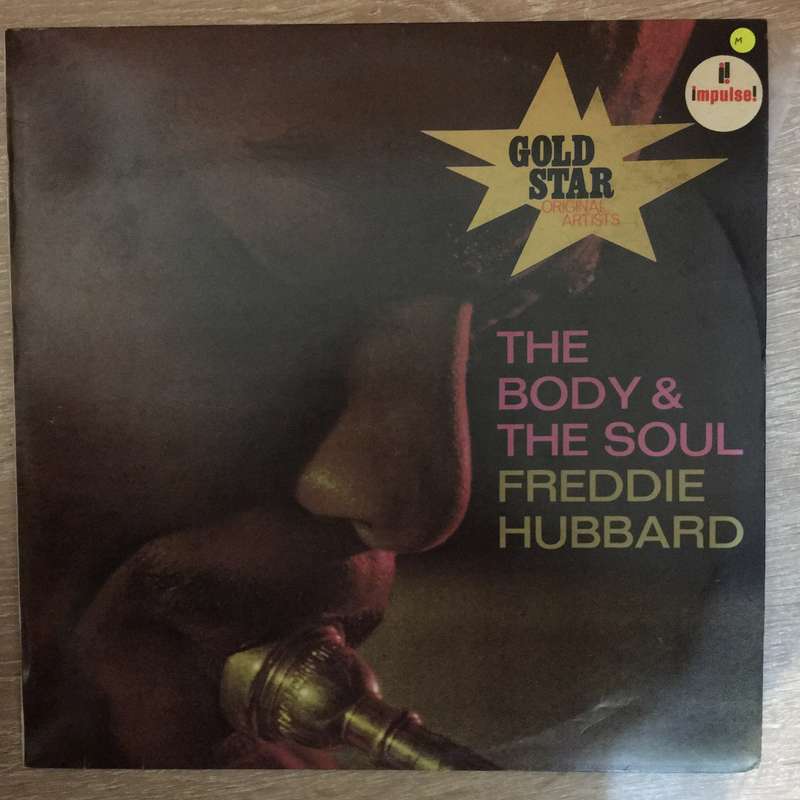 M
i!
impulse!
GOLD
STAR
ORIGINAL
ARTISTS
THE
BODY &
THE SOUL
FREDDIE
HUBBARD